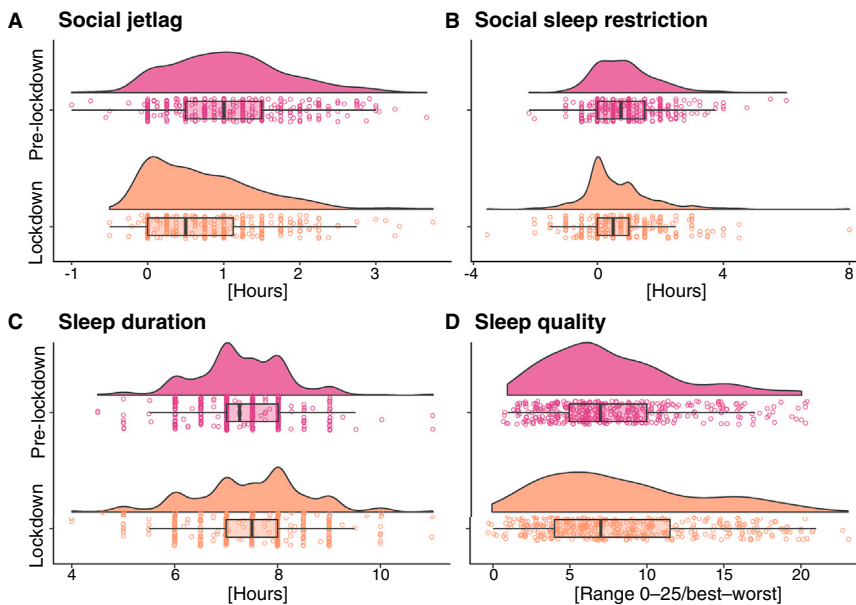 A Social jetlag
Pre-lockdown
Lockdown
-1 0 1 2 3
[Hours]
B Social sleep restriction
-4 0 4 8
[Hours]
C Sleep duration
Pre-lockdown
Lockdown
4 6 8 10
[Hours]
D Sleep quality
0 5 10 15 20
[Range 0–25/best–worst]